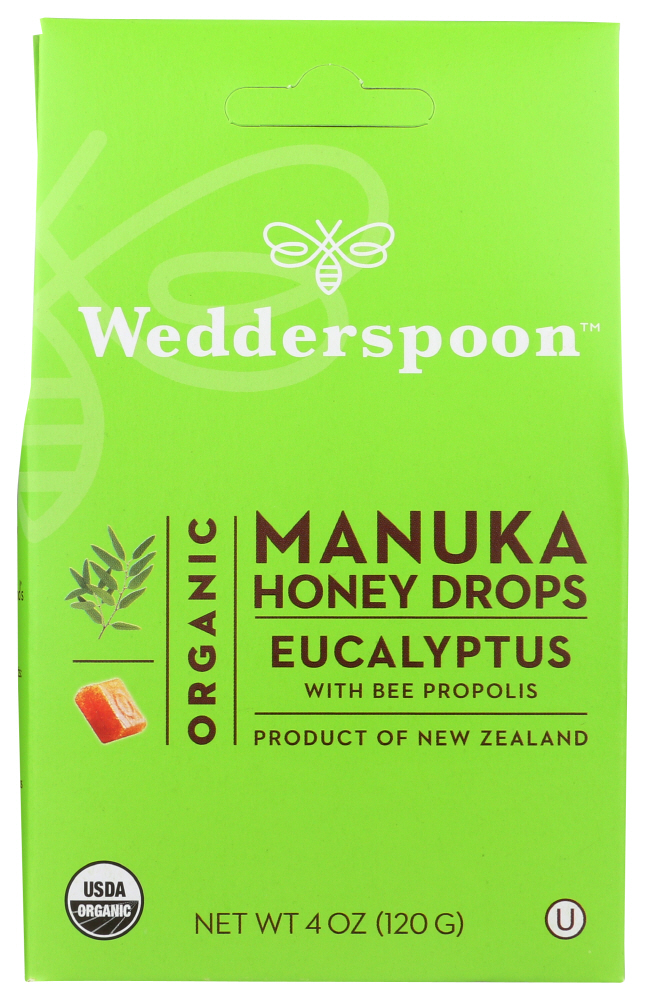 Wedderspoon™
ORGANIC
MANUKA
HONEY DROPS
EUCALYPTUS
WITH BEE PROPOLIS
PRODUCT OF NEW ZEALAND
USDA
ORGANIC
NET WT 4 OZ (120 G)
U